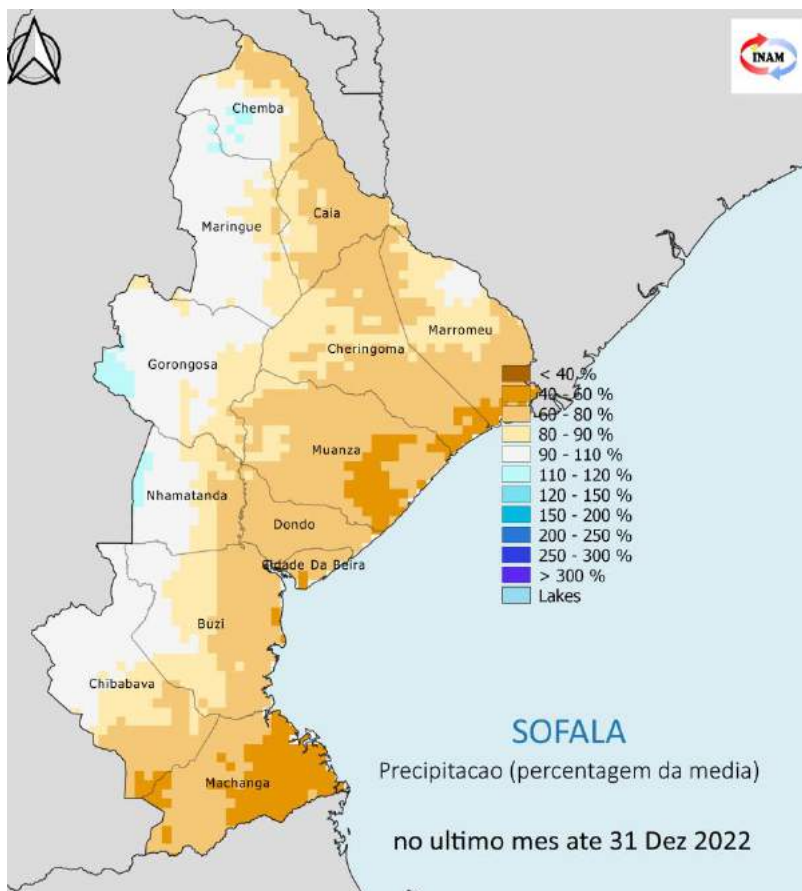 INAM
Chemba
Caia
Maringue
Marromeu
Cheringoma
Gorongosa
< 40 %
40 - 60 %
60 - 80 %
80 - 90 %
90 - 110 %
110 - 120 %
120 - 150 %
150 - 200 %
200 - 250 %
250 - 300 %
> 300 %
Lakes
Muanza
Nhamatanda
Dondo
Cidade Da Beira
Buzi
Chibabava
Machanga
SOFALA
Precipitacao (percentagem da media)
no ultimo mes ate 31 Dez 2022